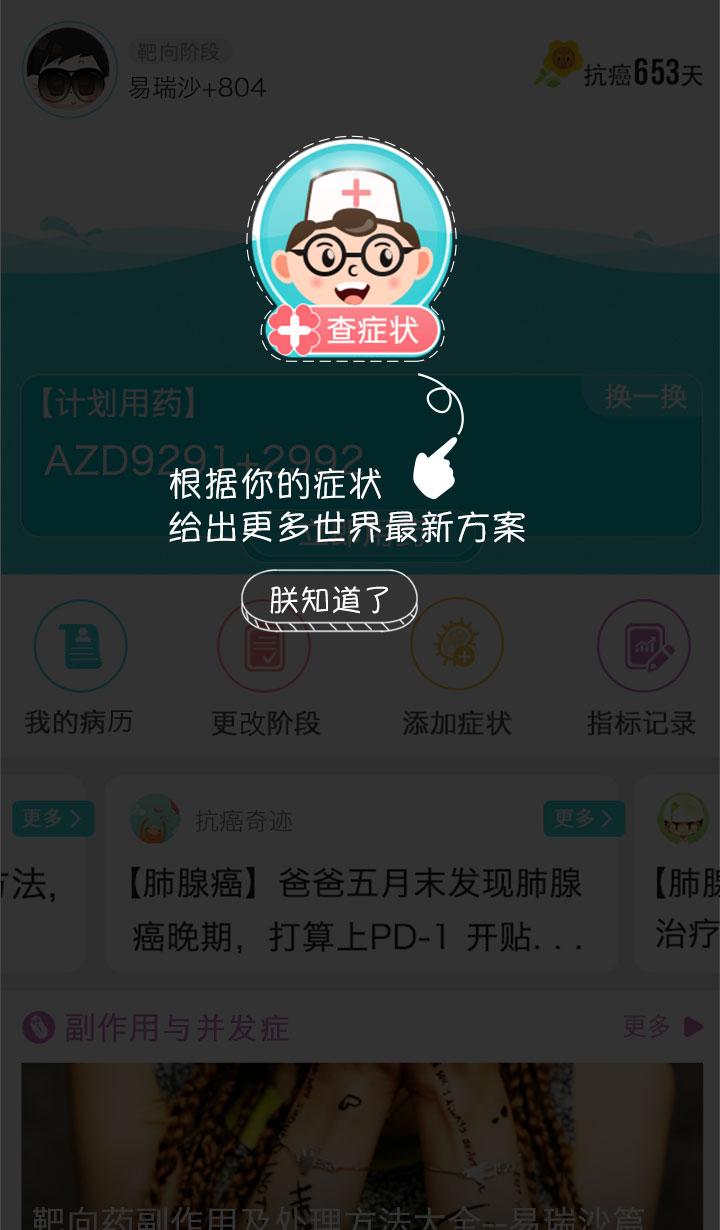 靶向阶段
易瑞沙+804
抗癌653天
查症状
【计划用药】
换一换
AZD9291+2992
根据你的症状
给出更多世界最新方案
朕知道了
我的病历
更改阶段
添加症状
指标记录
更多
抗癌奇迹
更多
方法,
【肺腺癌】爸爸五月末发现肺腺
癌晚期，打算上PD-1 开贴...
【肺腺
治疗
副作用与并发症
更多
靶向药副作用及处理方法大全--易瑞沙篇